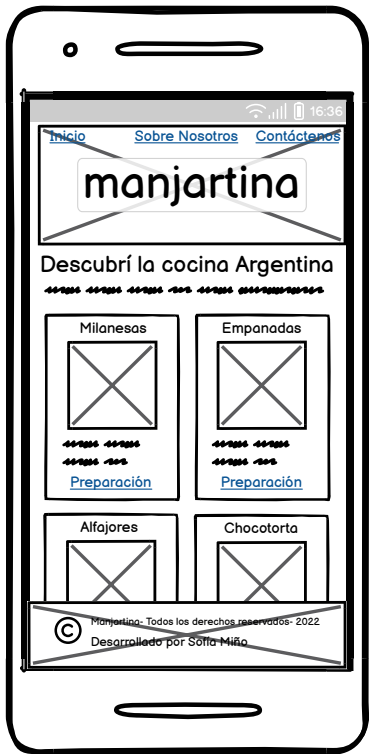 16:36
Inicio Sobre Nosotros Contáctenos
manjartina
Descubrí la cocina Argentina
Milanesas Empanadas
Preparación Preparación
Alfajores Chocotorta
© Manjartina- Todos los derechos reservados- 2022
Desarrollado por Sofía Miño